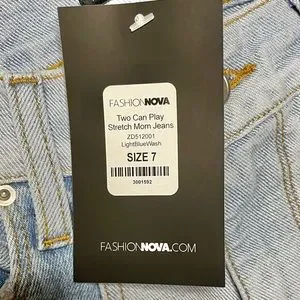 FASHIONNOVA
Two Can Play
Stretch Mom Jeans
ZD512001
LightBlueWash
SIZE 7
3001592
FASHIONNOVA.COM